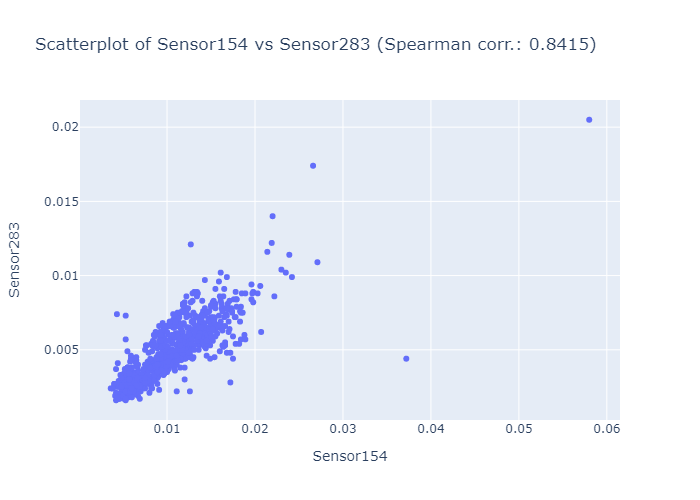 Scatterplot of Sensor154 vs Sensor283 (Spearman corr.: 0.8415)
0.02
0.015
0.01
0.005
Sensor283
0.01 0.02 0.03 0.04 0.05 0.06
Sensor154